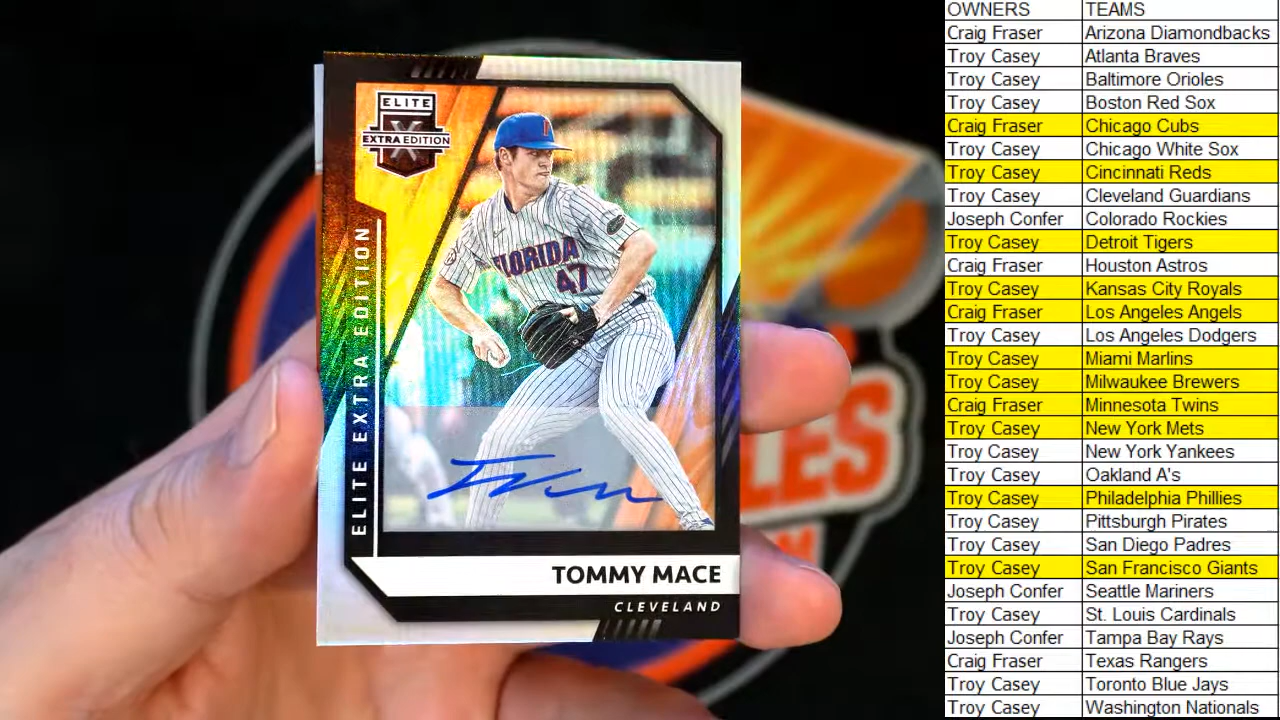 ELITE
EXTRA EDITION
ELITE EXTRA EDITION
FLORIDA
47
TOMMY MACE
CLEVELAND
LES
OWNERS TEAMS
Craig Fraser Arizona Diamondbacks
Troy Casey Atlanta Braves
Troy Casey Baltimore Orioles
Troy Casey Boston Red Sox
Craig Fraser Chicago Cubs
Troy Casey Chicago White Sox
Troy Casey Cincinnati Reds
Troy Casey Cleveland Guardians
Joseph Confer Colorado Rockies
Troy Casey Detroit Tigers
Craig Fraser Houston Astros
Troy Casey Kansas City Royals
Craig Fraser Los Angeles Angels
Troy Casey Los Angeles Dodgers
Troy Casey Miami Marlins
Troy Casey Milwaukee Brewers
Craig Fraser Minnesota Twins
Troy Casey New York Mets
Troy Casey New York Yankees
Troy Casey Oakland A's
Troy Casey Philadelphia Phillies
Troy Casey Pittsburgh Pirates
Troy Casey San Diego Padres
Troy Casey San Francisco Giants
Joseph Confer Seattle Mariners
Troy Casey St. Louis Cardinals
Joseph Confer Tampa Bay Rays
Craig Fraser Texas Rangers
Troy Casey Toronto Blue Jays
Troy Casey Washington Nationals